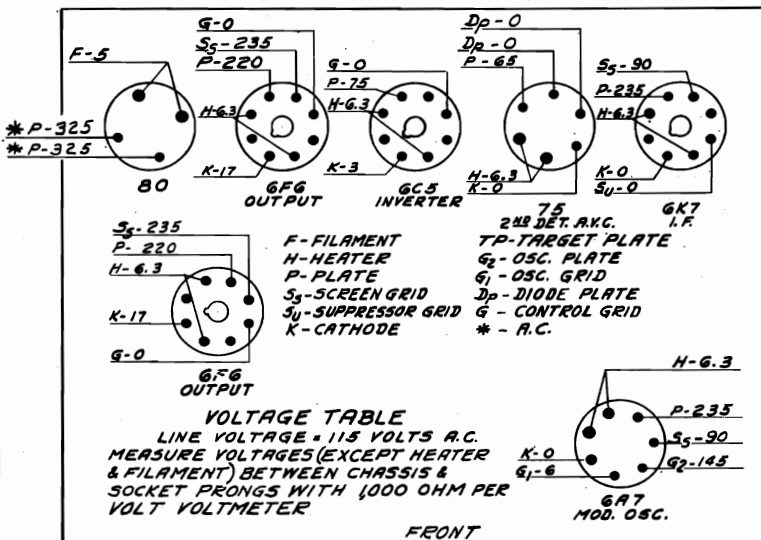 F-5
* P-325
* P-325
80
G-0
Sₛ-235
P-220
H-6.3
K-17
6F6
OUTPUT
G-0
P-75
H-6.3
K-3
6C5
INVERTER
Dₚ-0
Dₚ-0
P-65
H-6.3
K-0
75
2ND DET. A.V.C.
Sₛ-90
P-235
H-6.3
K-0
Sᵤ-0
6K7
I.F.
Sₛ-235
P-220
H-6.3
K-17
G-0
6F6
OUTPUT
F-FILAMENT
H-HEATER
P-PLATE
Sₛ-SCREEN GRID
Sᵤ-SUPPRESSOR GRID
K-CATHODE
TP-TARGET PLATE
G₂-OSC. PLATE
G₁-OSC. GRID
Dₚ-DIODE PLATE
G - CONTROL GRID
* - A.C.
VOLTAGE TABLE
LINE VOLTAGE = 115 VOLTS A.C.
MEASURE VOLTAGES (EXCEPT HEATER
& FILAMENT) BETWEEN CHASSIS &
SOCKET PRONGS WITH 1,000 OHM PER
VOLT VOLTMETER
H-6.3
P-235
Sₛ-90
G₂-145
K-0
G₁-6
6A7
MOD. OSC.
FRONT